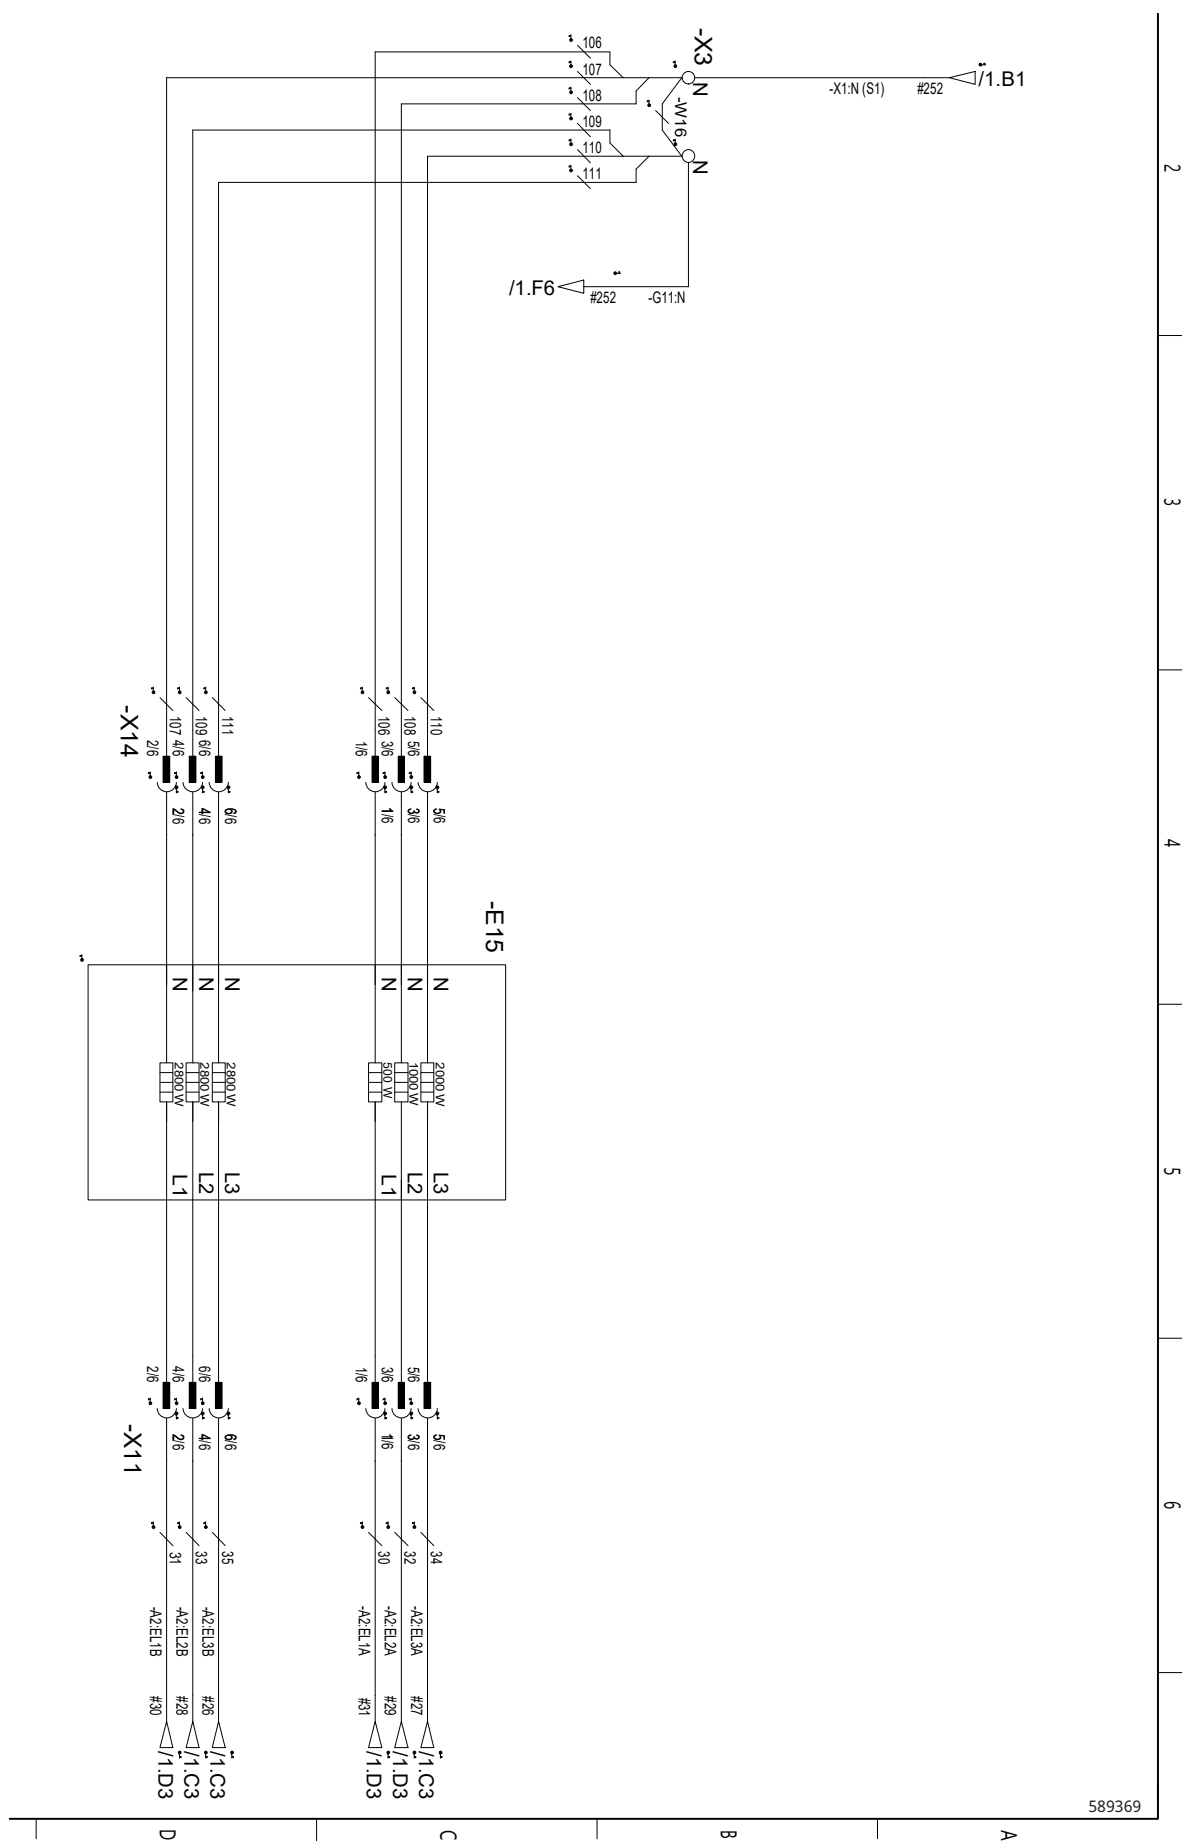 106
-X3
107
N
-X1:N (S1)
#252
/1.B1
108
-W16
109
110
N
2
111
/1.F6
#252
-G11:N
3
-X14
107
109
111
106
108
110
2/6
4/6
6/6
1/6
3/6
5/6
2/6
4/6
6/6
1/6
3/6
5/6
4
-E15
N
N
N
N
N
N
2800 W
2800 W
2800 W
500 W
1000 W
2000 W
5
L1
L2
L3
L1
L2
L3
2/6
4/6
6/6
1/6
3/6
5/6
-X11
2/6
4/6
6/6
1/6
3/6
5/6
6
31
33
35
30
32
34
-A2:EL1B
-A2:EL2B
-A2:EL3B
-A2:EL1A
-A2:EL2A
-A2:EL3A
#30
#28
#26
#31
#29
#27
/1.D3
/1.C3
/1.C3
/1.D3
/1.D3
/1.C3
589369
D
C
B
A